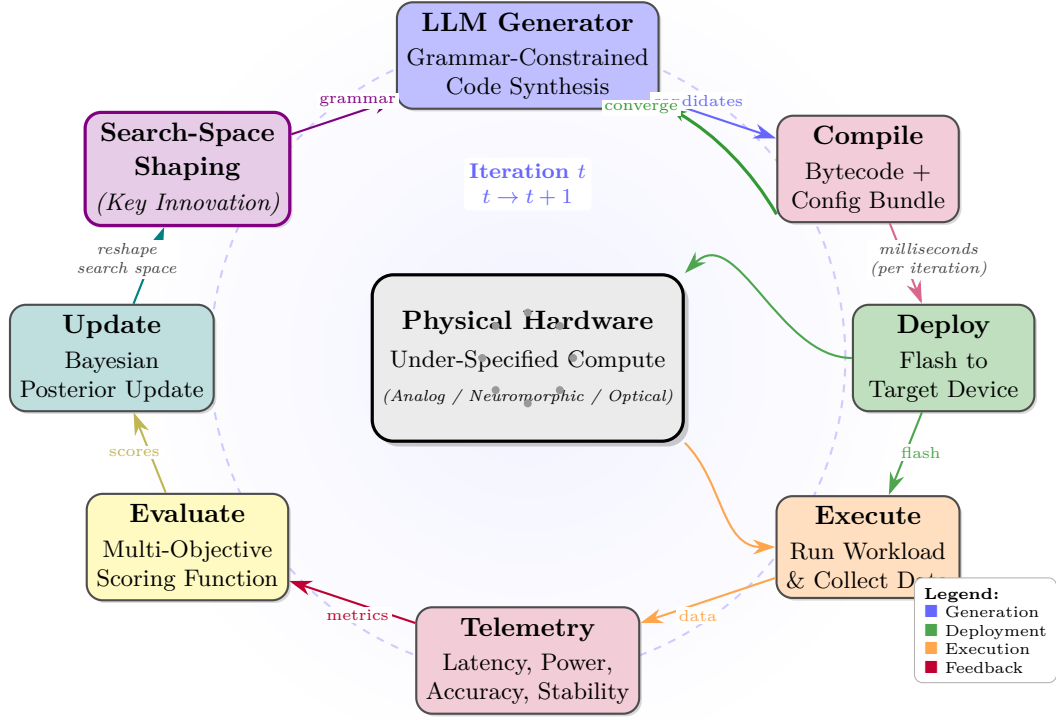 LLM Generator
Grammar-Constrained
Code Synthesis
grammar
candidates
converge
Search-Space
Shaping
(Key Innovation)
Compile
Bytecode +
Config Bundle
Iteration t
t → t + 1
reshape
search space
milliseconds
(per iteration)
Update
Bayesian
Posterior Update
Physical Hardware
Under-Specified Compute
(Analog / Neuromorphic / Optical)
Deploy
Flash to
Target Device
scores
flash
Evaluate
Multi-Objective
Scoring Function
Execute
Run Workload
& Collect Data
metrics
data
Telemetry
Latency, Power,
Accuracy, Stability
Legend:
Generation
Deployment
Execution
Feedback